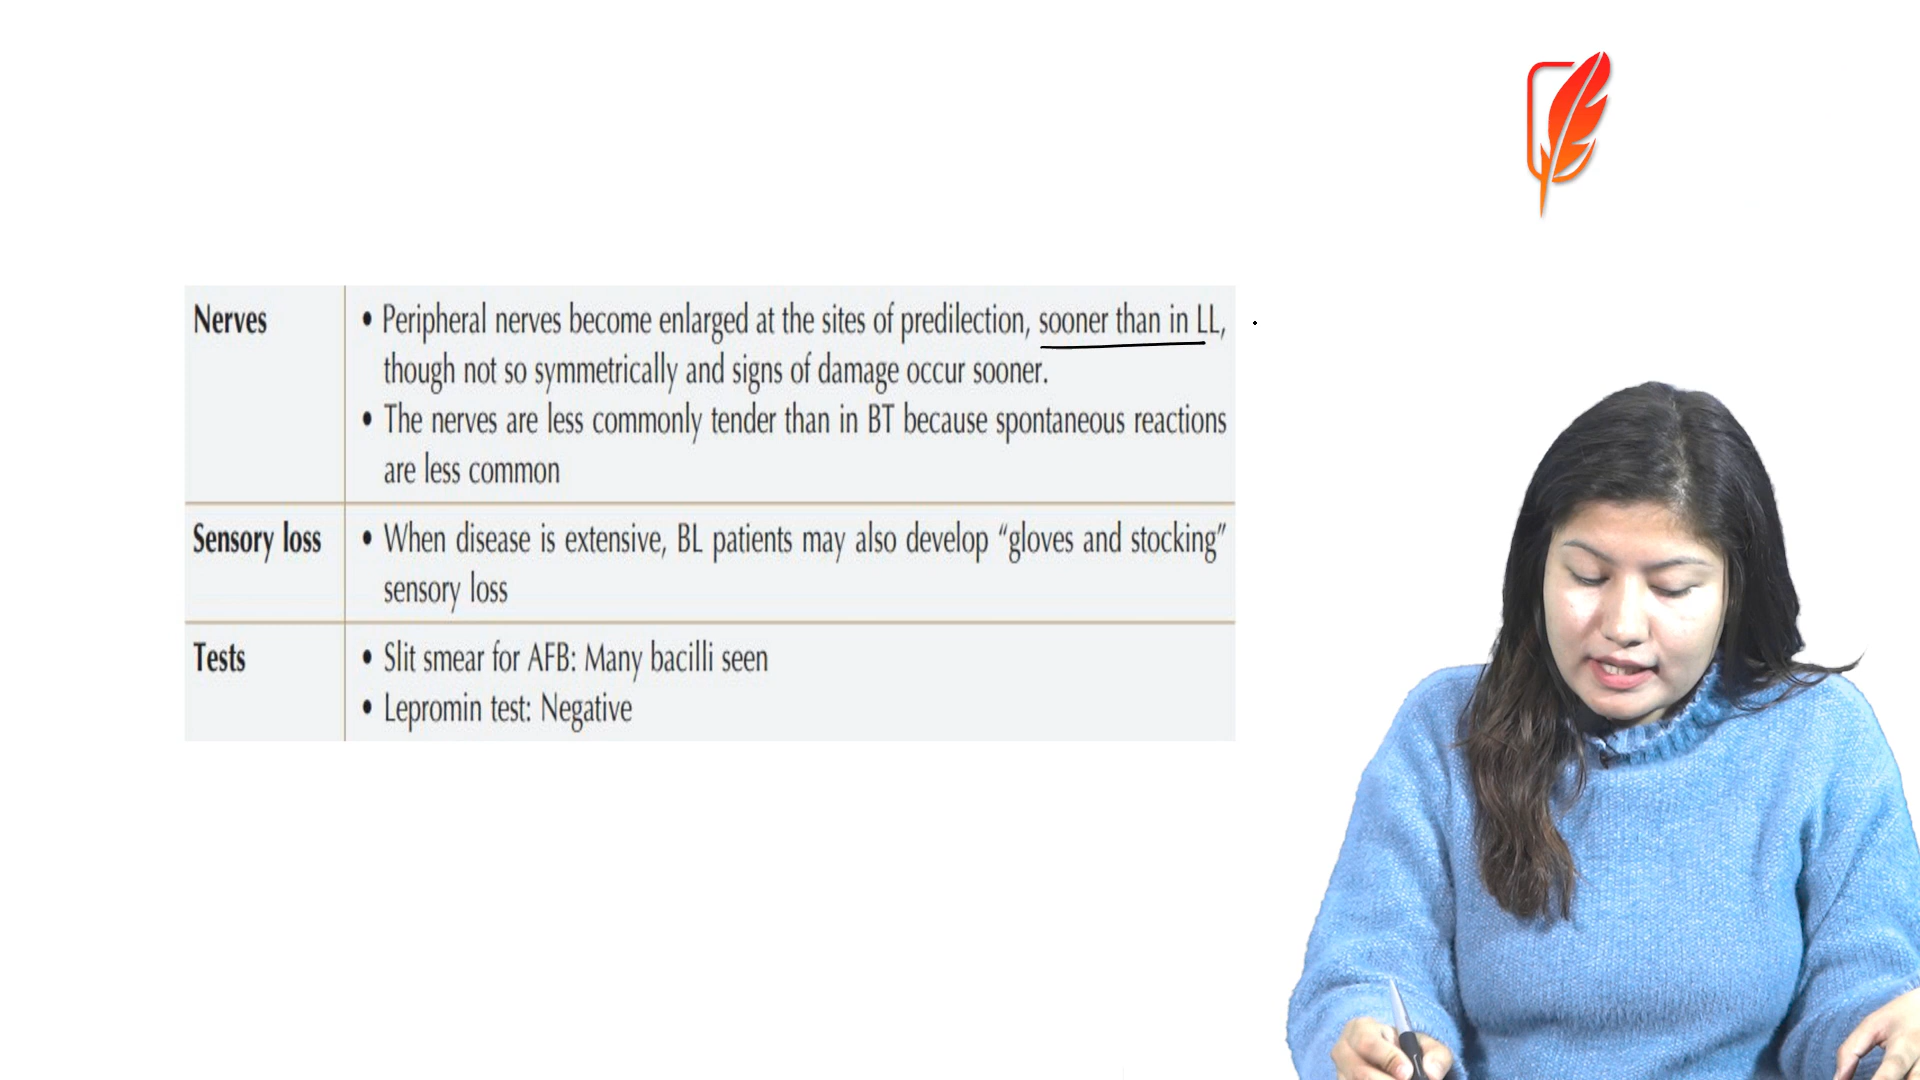 Nerves
• Peripheral nerves become enlarged at the sites of predilection, sooner than in LL,
though not so symmetrically and signs of damage occur sooner.
• The nerves are less commonly tender than in BT because spontaneous reactions
are less common
Sensory loss
• When disease is extensive, BL patients may also develop “gloves and stocking”
sensory loss
Tests
• Slit smear for AFB: Many bacilli seen
• Lepromin test: Negative